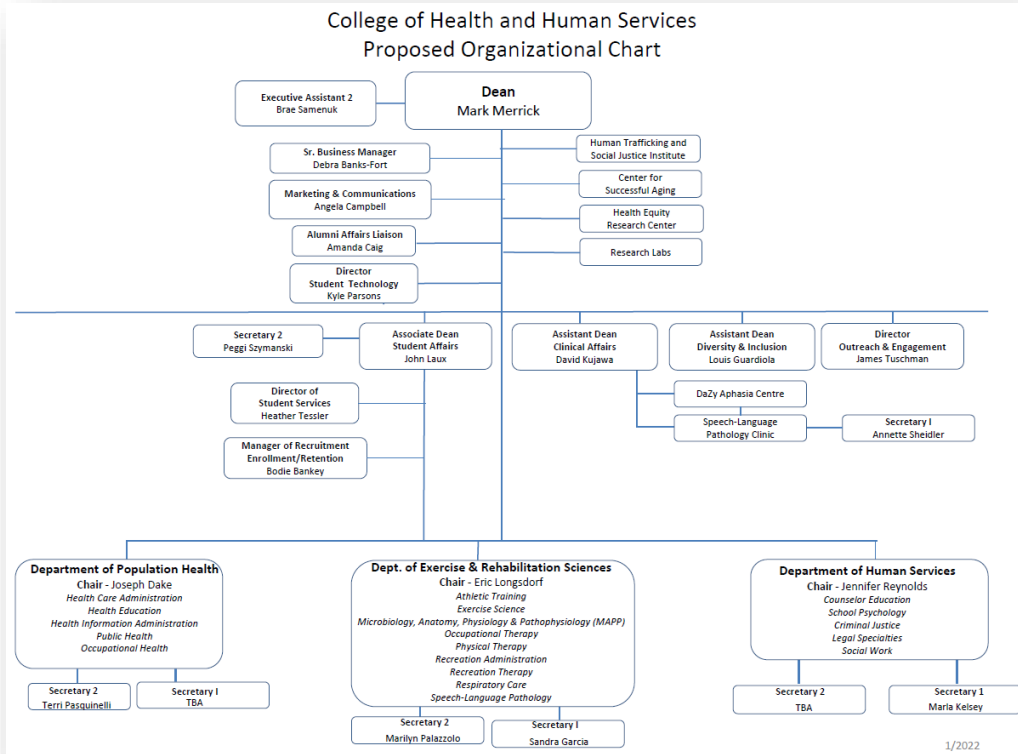 College of Health and Human Services
Proposed Organizational Chart
Dean
Mark Merrick
Executive Assistant 2
Brae Samenuk
Sr. Business Manager
Debra Banks-Fort
Human Trafficking and
Social Justice Institute
Marketing & Communications
Angela Campbell
Center for
Successful Aging
Alumni Affairs Liaison
Amanda Caig
Health Equity
Research Center
Director
Student Technology
Kyle Parsons
Research Labs
Secretary 2
Peggi Szymanski
Associate Dean
Student Affairs
John Laux
Assistant Dean
Clinical Affairs
David Kujawa
Assistant Dean
Diversity & Inclusion
Louis Guardiola
Director
Outreach & Engagement
James Tuschman
Director of
Student Services
Heather Tessler
DaZy Aphasia Centre
Manager of Recruitment
Enrollment/Retention
Bodie Bankey
Speech-Language
Pathology Clinic
Secretary I
Annette Sheidler
Department of Population Health
Chair - Joseph Dake
Health Care Administration
Health Education
Health Information Administration
Public Health
Occupational Health
Secretary 2
Terri Pasquinelli
Secretary I
TBA
Dept. of Exercise & Rehabilitation Sciences
Chair - Eric Longsdorf
Athletic Training
Exercise Science
Microbiology, Anatomy, Physiology & Pathophysiology (MAPP)
Occupational Therapy
Physical Therapy
Recreation Administration
Recreation Therapy
Respiratory Care
Speech-Language Pathology
Secretary 2
Marilyn Palazzolo
Secretary I
Sandra Garcia
Department of Human Services
Chair - Jennifer Reynolds
Counselor Education
School Psychology
Criminal Justice
Legal Specialties
Social Work
Secretary 2
TBA
Secretary 1
Marla Kelsey
1/2022